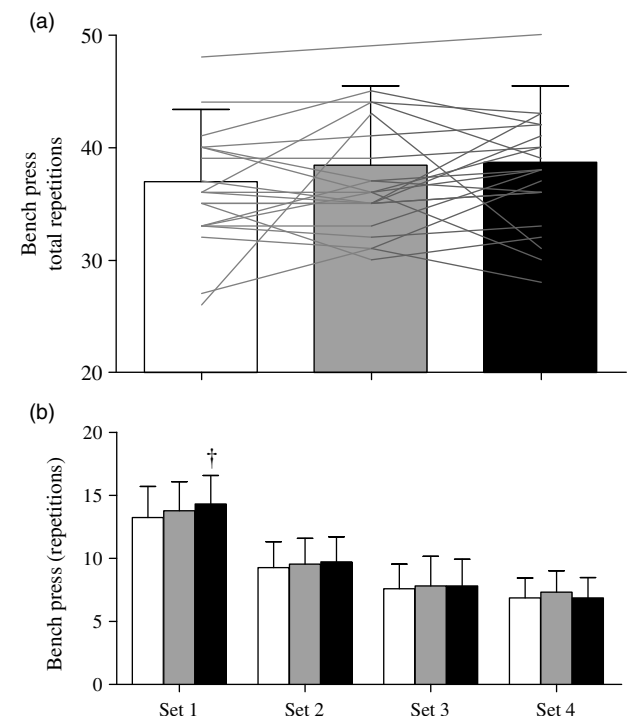 (a)
50
40
30
20
Bench press
total repetitions
(b)
20
15
10
5
0
Bench press (repetitions)
†
Set 1 Set 2 Set 3 Set 4